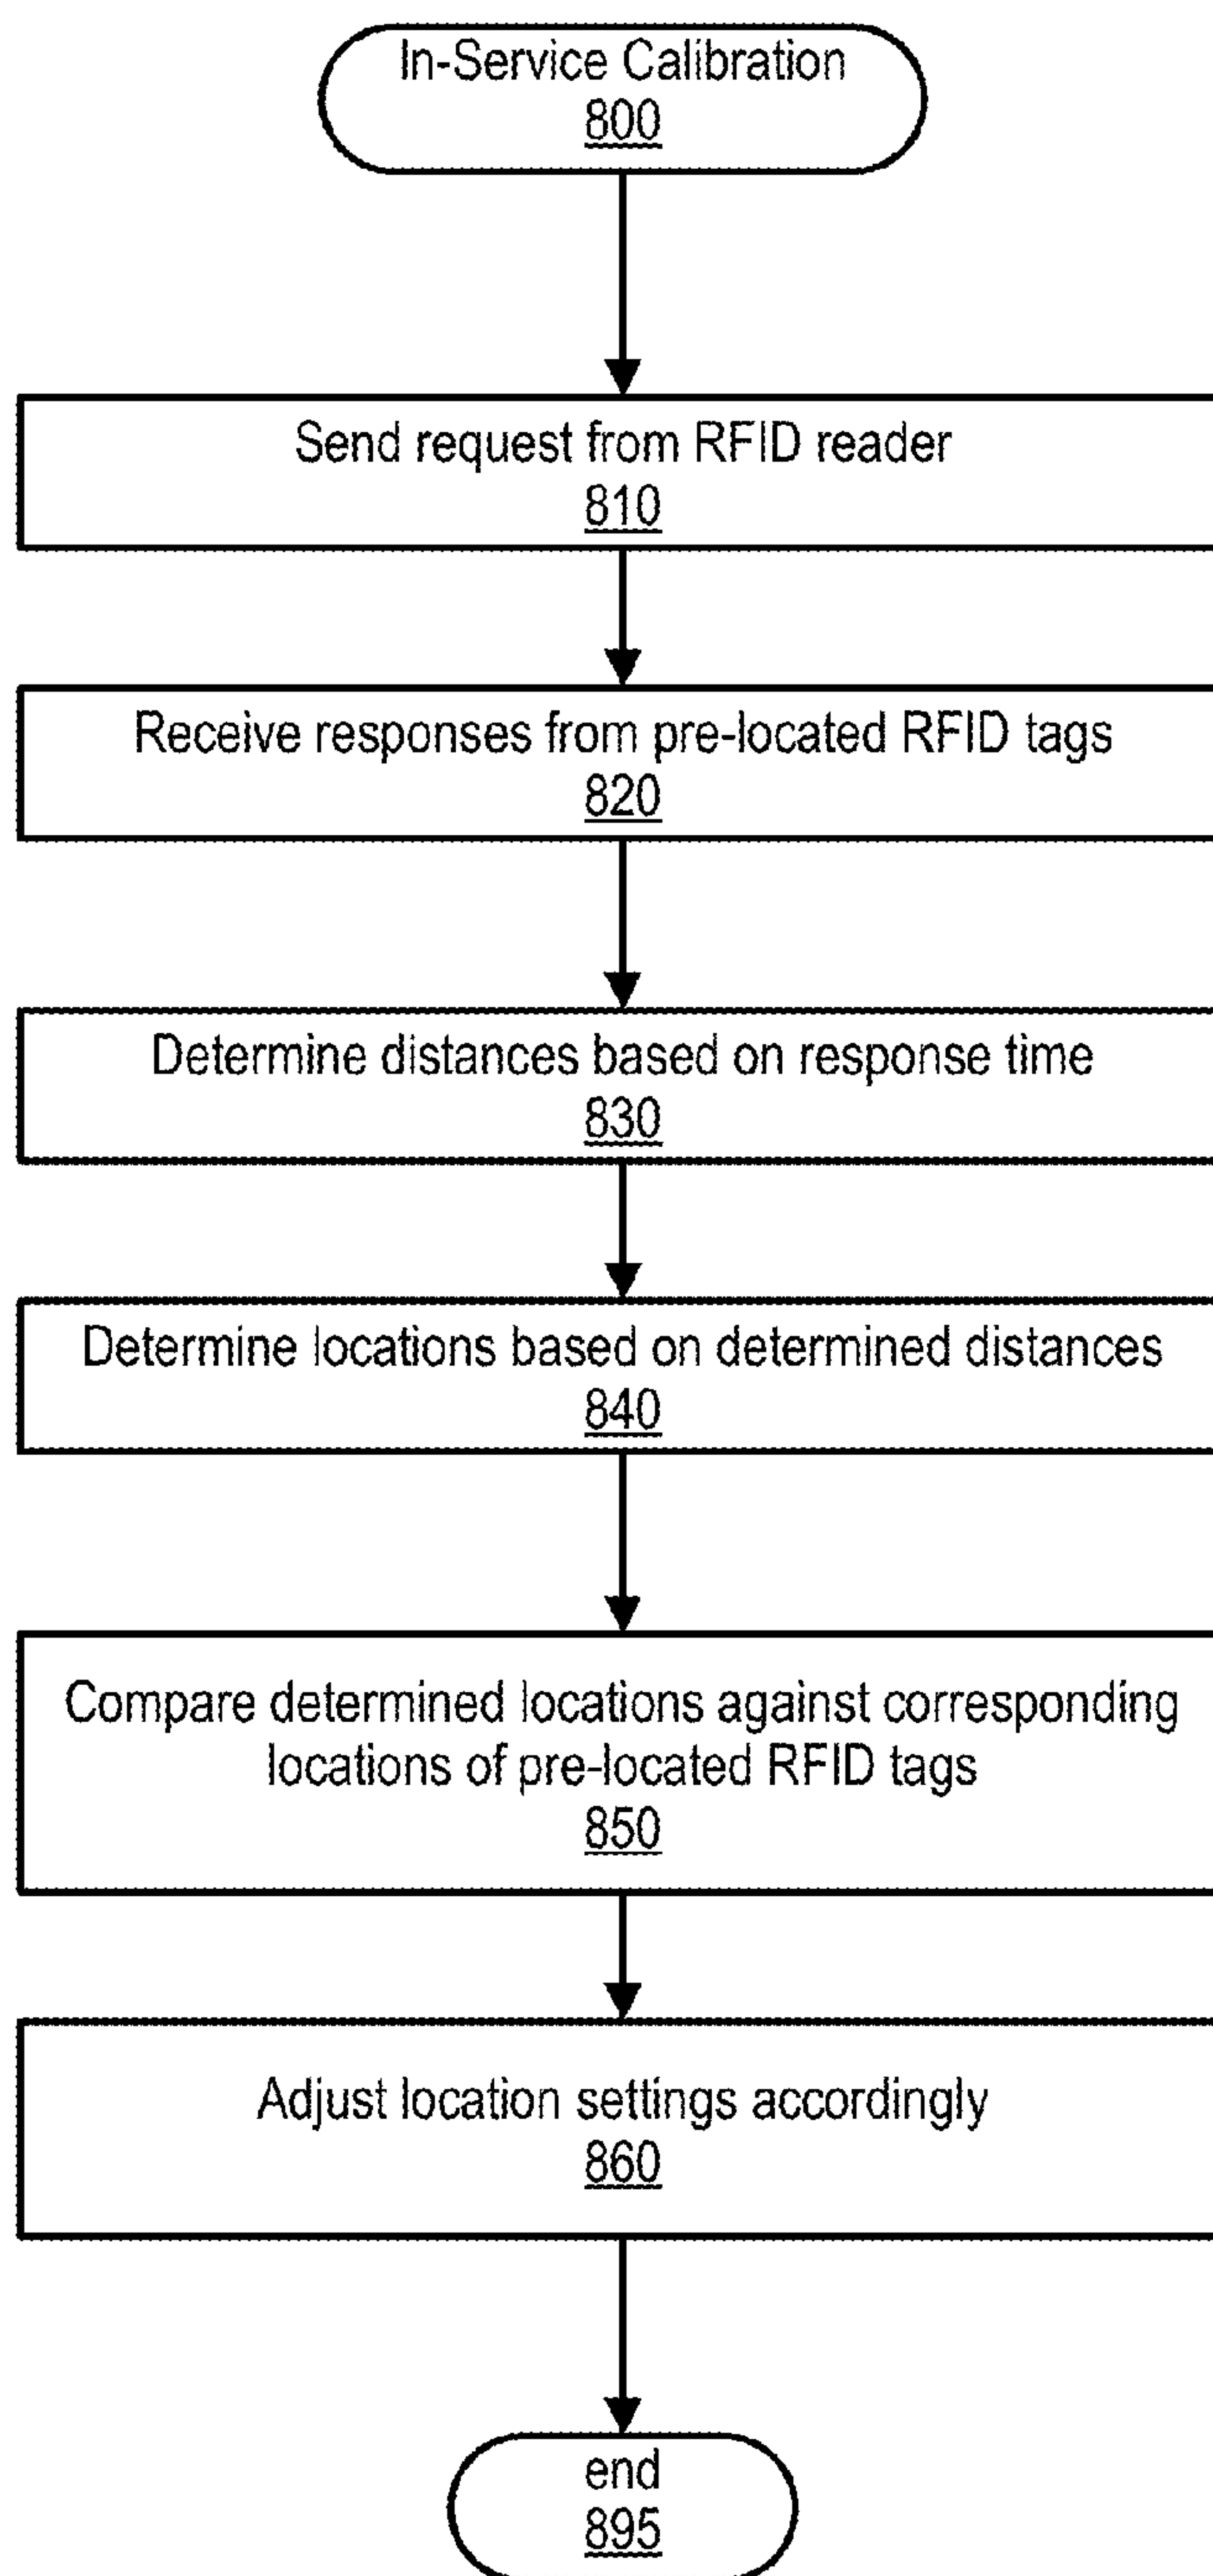 In-Service Calibration
800
Send request from RFID reader
810
Receive responses from pre-located RFID tags
820
Determine distances based on response time
830
Determine locations based on determined distances
840
Compare determined locations against corresponding
locations of pre-located RFID tags
850
Adjust location settings accordingly
860
end
895